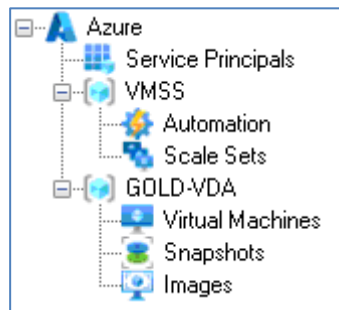 Azure
Service Principals
VMSS
Automation
Scale Sets
GOLD-VDA
Virtual Machines
Snapshots
Images